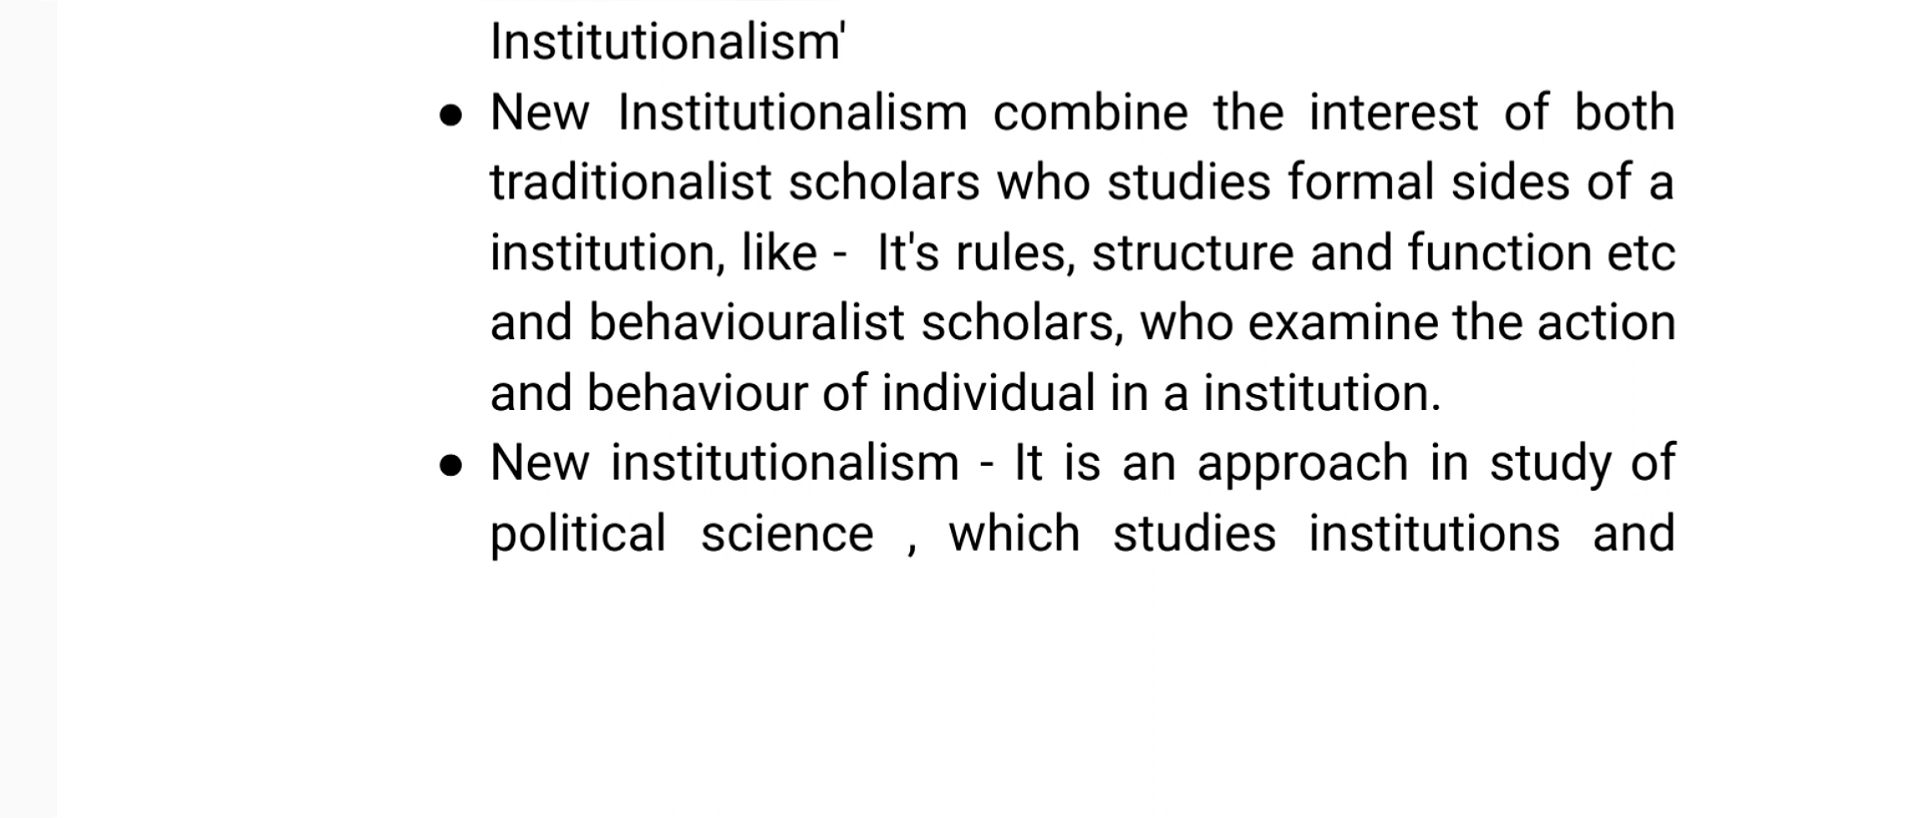 Institutionalism'
● New Institutionalism combine the interest of both
traditionalist scholars who studies formal sides of a
institution, like -  It's rules, structure and function etc
and behaviouralist scholars, who examine the action
and behaviour of individual in a institution.
● New institutionalism - It is an approach in study of
political science , which studies institutions and